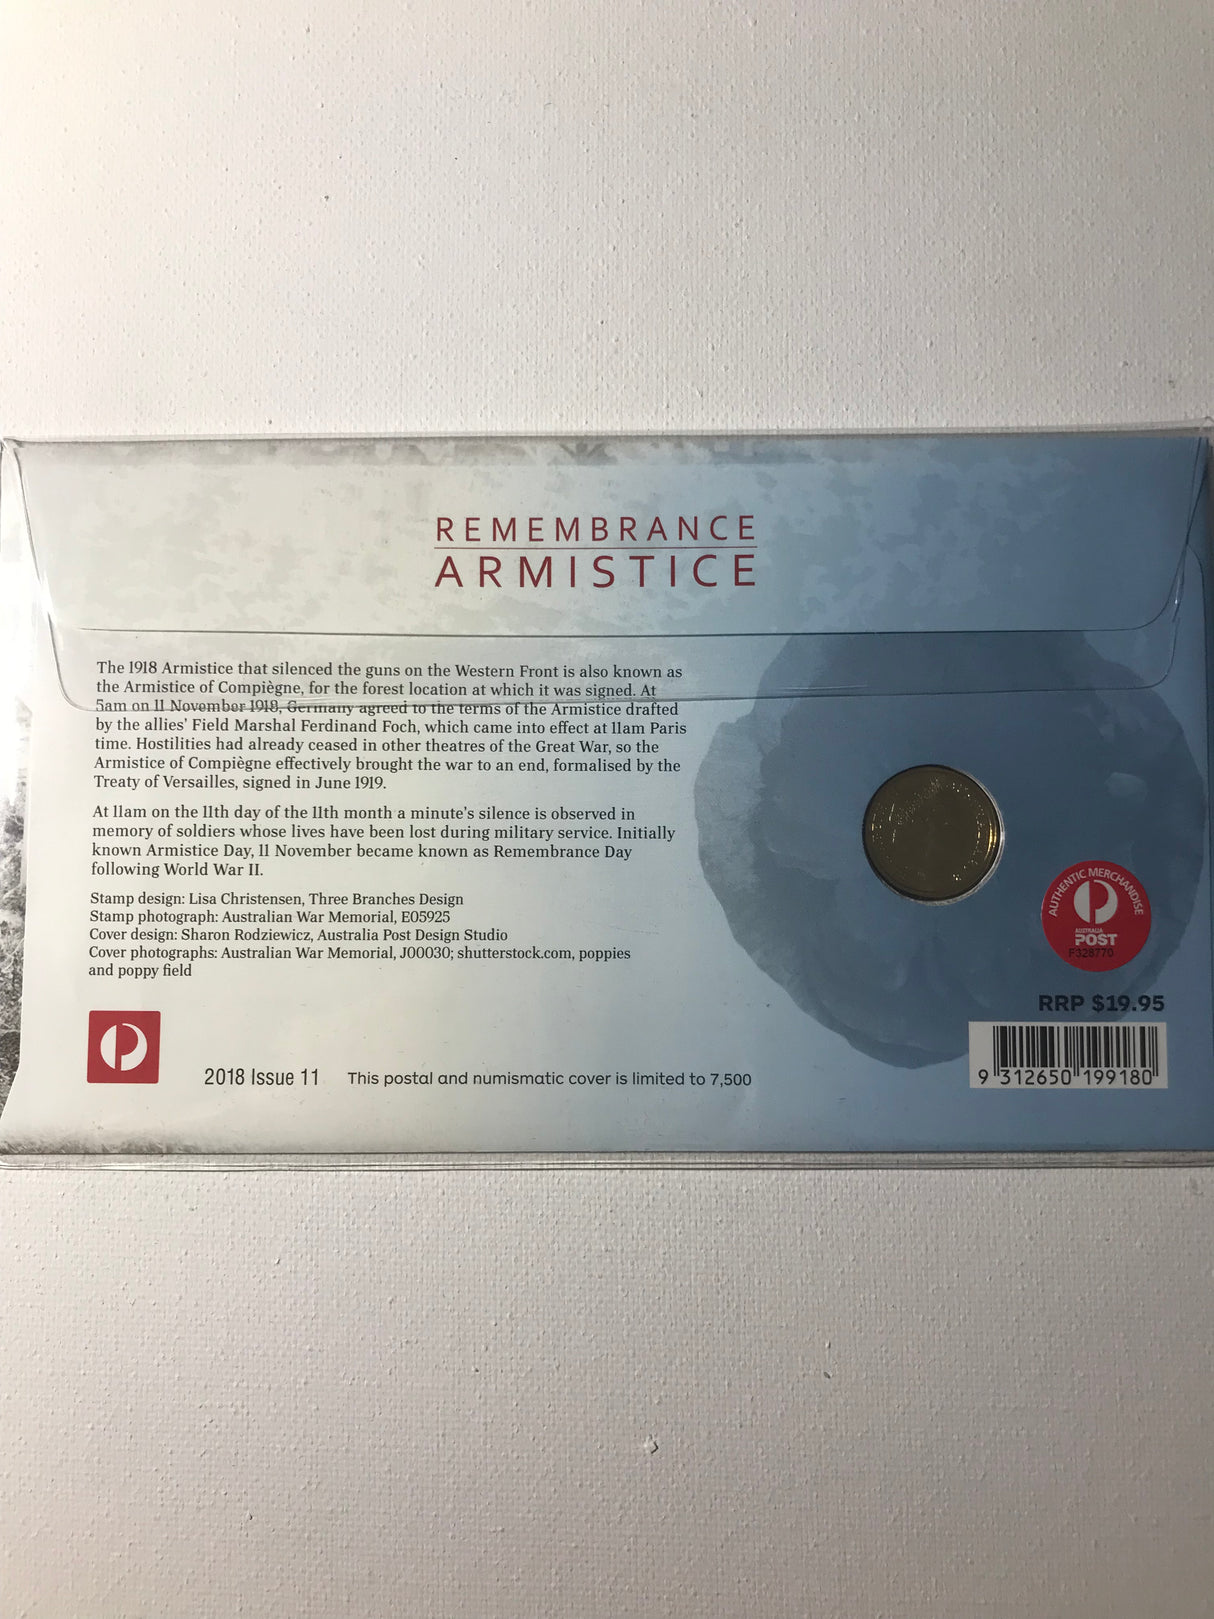 REMEMBRANCE
ARMISTICE
The 1918 Armistice that silenced the guns on the Western Front is also known as
the Armistice of Compiègne, for the forest location at which it was signed. At
5am on 11 November 1918, Germany agreed to the terms of the Armistice drafted
by the allies' Field Marshal Ferdinand Foch, which came into effect at 11am Paris
time. Hostilities had already ceased in other theatres of the Great War, so the
Armistice of Compiègne effectively brought the war to an end, formalised by the
Treaty of Versailles, signed in June 1919.
At 11am on the 11th day of the 11th month a minute's silence is observed in
memory of soldiers whose lives have been lost during military service. Initially
known Armistice Day, 11 November became known as Remembrance Day
following World War II.
Stamp design: Lisa Christensen, Three Branches Design
Stamp photograph: Australian War Memorial, E05925
Cover design: Sharon Rodziewicz, Australia Post Design Studio
Cover photographs: Australian War Memorial, J00030; shutterstock.com, poppies
and poppy field
AUTHENTIC MERCHANDISE
AUSTRALIA
POST
F328770
RRP $19.95
9 312650 199180
2018 Issue 11
This postal and numismatic cover is limited to 7,500